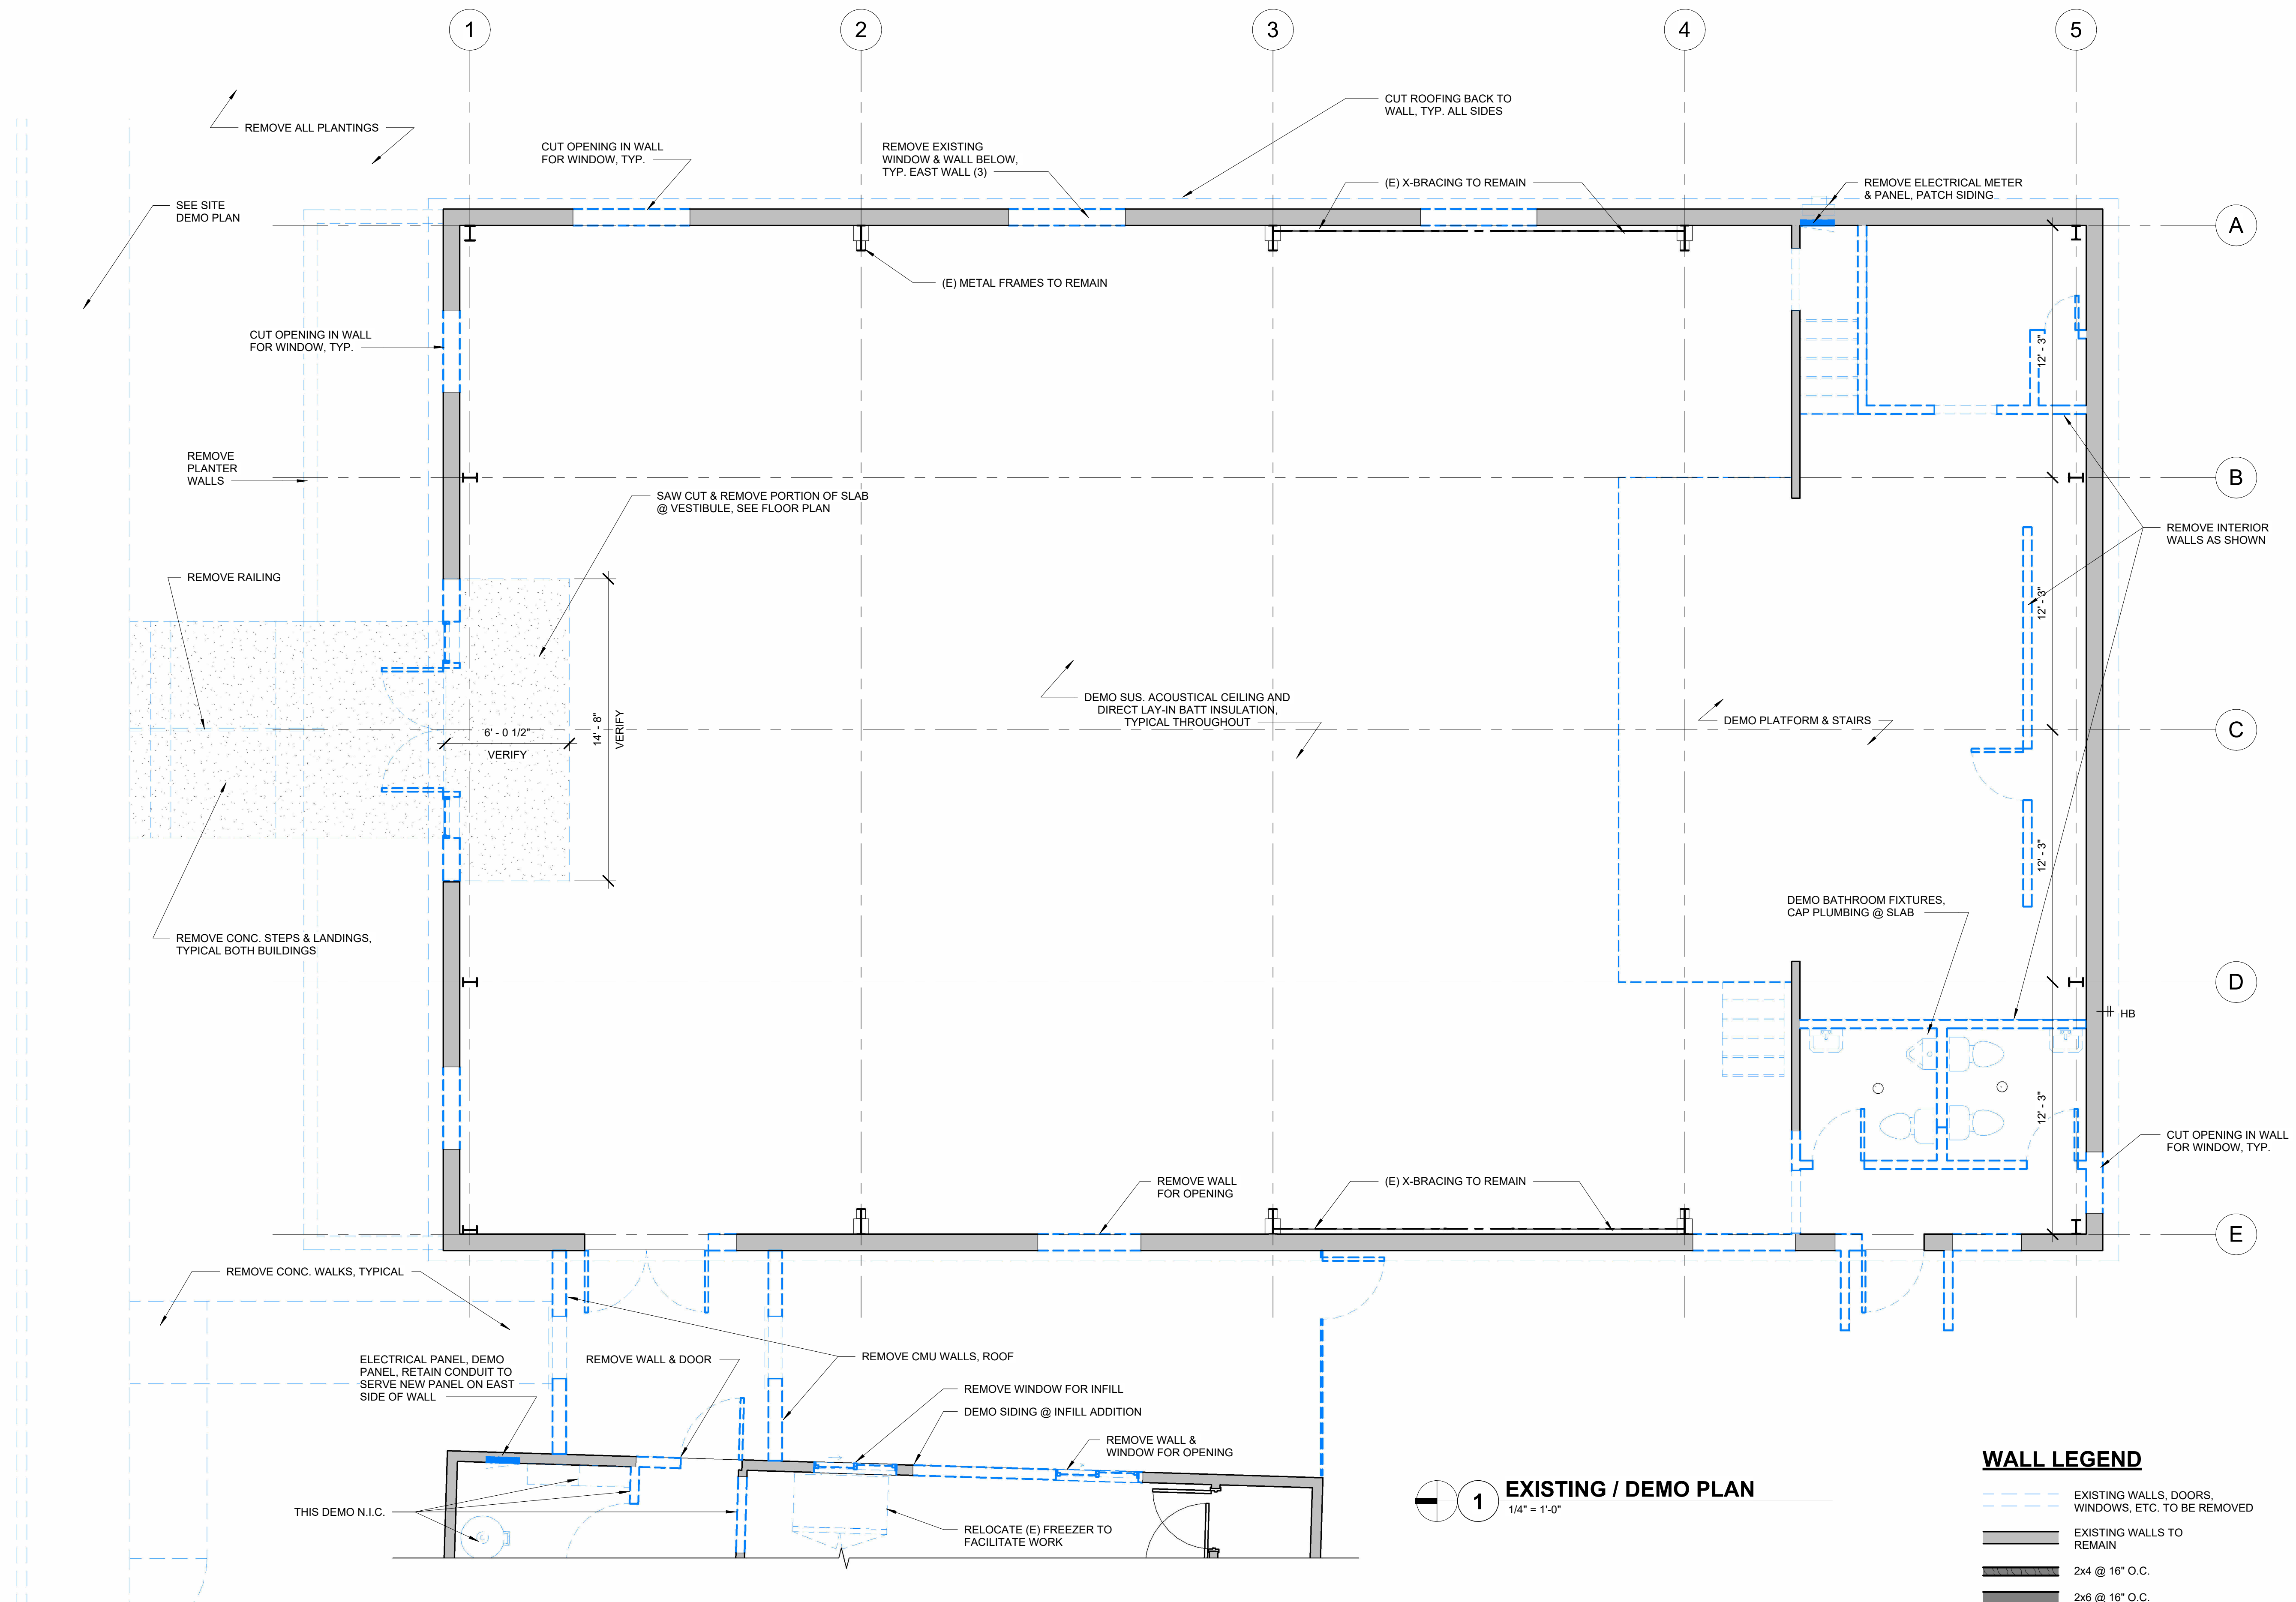 1
2
3
4
5
CUT ROOFING BACK TO
WALL, TYP. ALL SIDES
REMOVE ALL PLANTINGS
CUT OPENING IN WALL
FOR WINDOW, TYP.
REMOVE EXISTING
WINDOW & WALL BELOW,
TYP. EAST WALL (3)
(E) X-BRACING TO REMAIN
REMOVE ELECTRICAL METER
& PANEL, PATCH SIDING
SEE SITE
DEMO PLAN
A
(E) METAL FRAMES TO REMAIN
CUT OPENING IN WALL
FOR WINDOW, TYP.
12' - 3"
REMOVE
PLANTER
WALLS
B
SAW CUT & REMOVE PORTION OF SLAB
@ VESTIBULE, SEE FLOOR PLAN
REMOVE INTERIOR
WALLS AS SHOWN
REMOVE RAILING
12' - 3"
DEMO SUS. ACOUSTICAL CEILING AND
DIRECT LAY-IN BATT INSULATION,
TYPICAL THROUGHOUT
DEMO PLATFORM & STAIRS
6' - 0 1/2"
VERIFY
14' - 8"
VERIFY
C
12' - 3"
DEMO BATHROOM FIXTURES,
CAP PLUMBING @ SLAB
REMOVE CONC. STEPS & LANDINGS,
TYPICAL BOTH BUILDINGS
D
HB
12' - 3"
CUT OPENING IN WALL
FOR WINDOW, TYP.
REMOVE WALL
FOR OPENING
(E) X-BRACING TO REMAIN
E
REMOVE CONC. WALKS, TYPICAL
ELECTRICAL PANEL, DEMO
PANEL, RETAIN CONDUIT TO
SERVE NEW PANEL ON EAST
SIDE OF WALL
REMOVE WALL & DOOR
REMOVE CMU WALLS, ROOF
REMOVE WINDOW FOR INFILL
DEMO SIDING @ INFILL ADDITION
REMOVE WALL &
WINDOW FOR OPENING
THIS DEMO N.I.C.
RELOCATE (E) FREEZER TO
FACILITATE WORK
1
EXISTING / DEMO PLAN
1/4" = 1'-0"
WALL LEGEND
EXISTING WALLS, DOORS,
WINDOWS, ETC. TO BE REMOVED
EXISTING WALLS TO
REMAIN
2x4 @ 16" O.C.
2x6 @ 16" O.C.